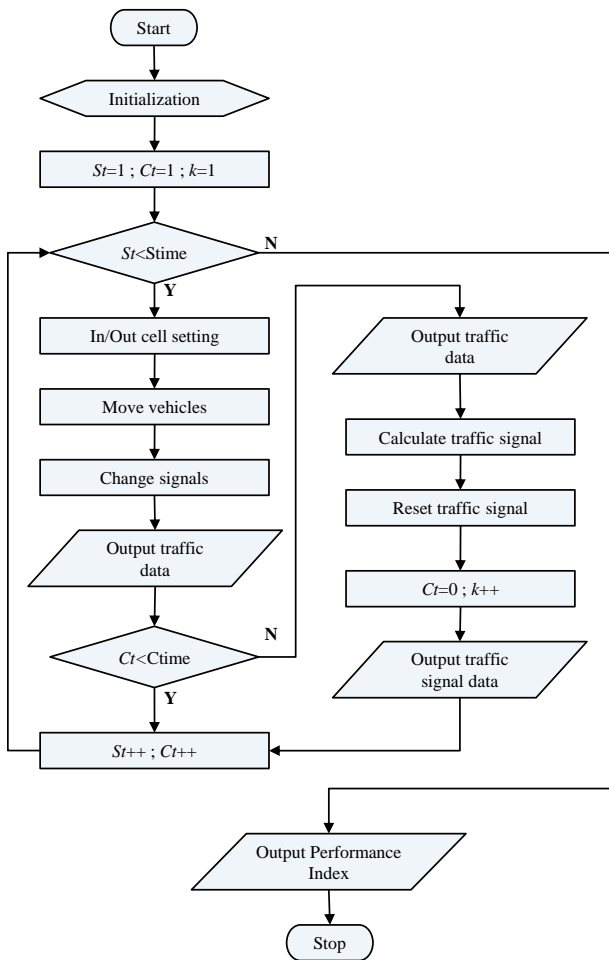 Start
Initialization
St=1 ; Ct=1 ; k=1
St<Stime
N
Y
In/Out cell setting
Move vehicles
Change signals
Output traffic
data
Ct<Ctime
N
Y
St++ ; Ct++
Output traffic
data
Calculate traffic signal
Reset traffic signal
Ct=0 ; k++
Output traffic
signal data
Output Performance
Index
Stop